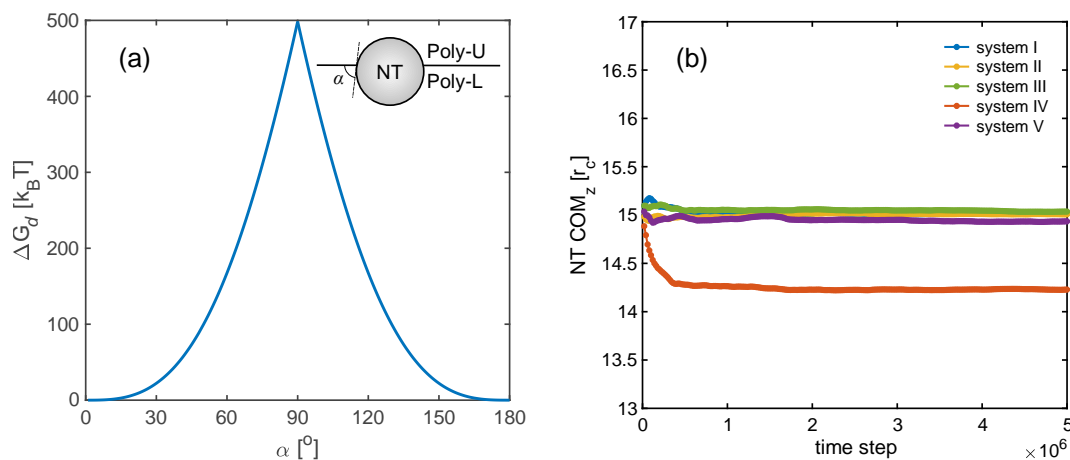 (a)
500
400
300
200
100
0
ΔG_d [k_BT]
0
30
60
90
120
150
180
α [°]
α
NT
Poly-U
Poly-L
(b)
17
16.5
16
15.5
15
14.5
14
13.5
13
NT COM_z [r_c]
system I
system II
system III
system IV
system V
0
1
2
3
4
5
time step
×10^6